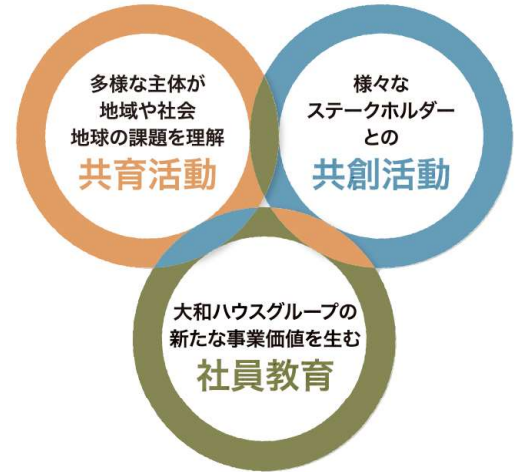 多様な主体が
地域や社会
地球の課題を理解
共育活動
様々な
ステークホルダー
との
共創活動
大和ハウスグループの
新たな事業価値を生む
社員教育